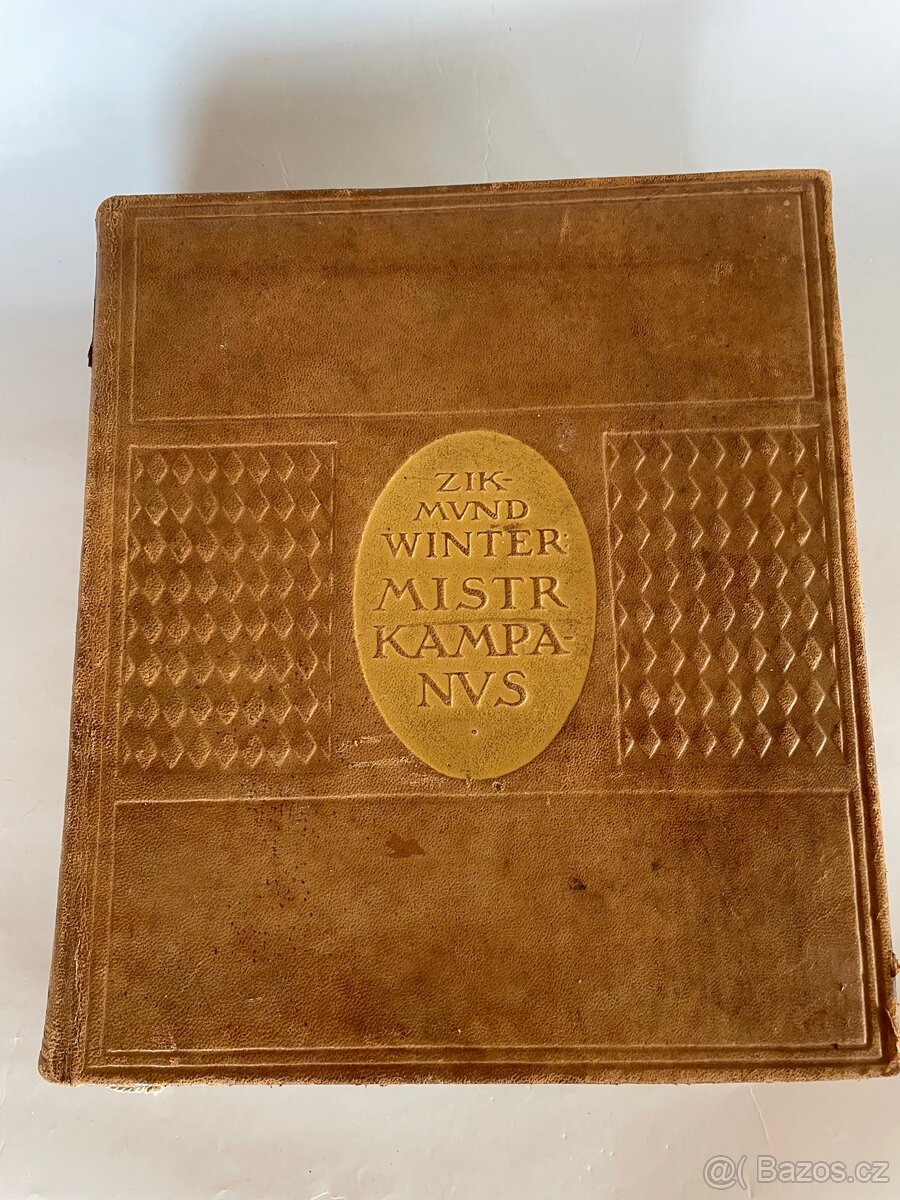 ZIK-
MVND
WINTER:
MISTR
KAMPA-
NVS
@( Bazos.cz